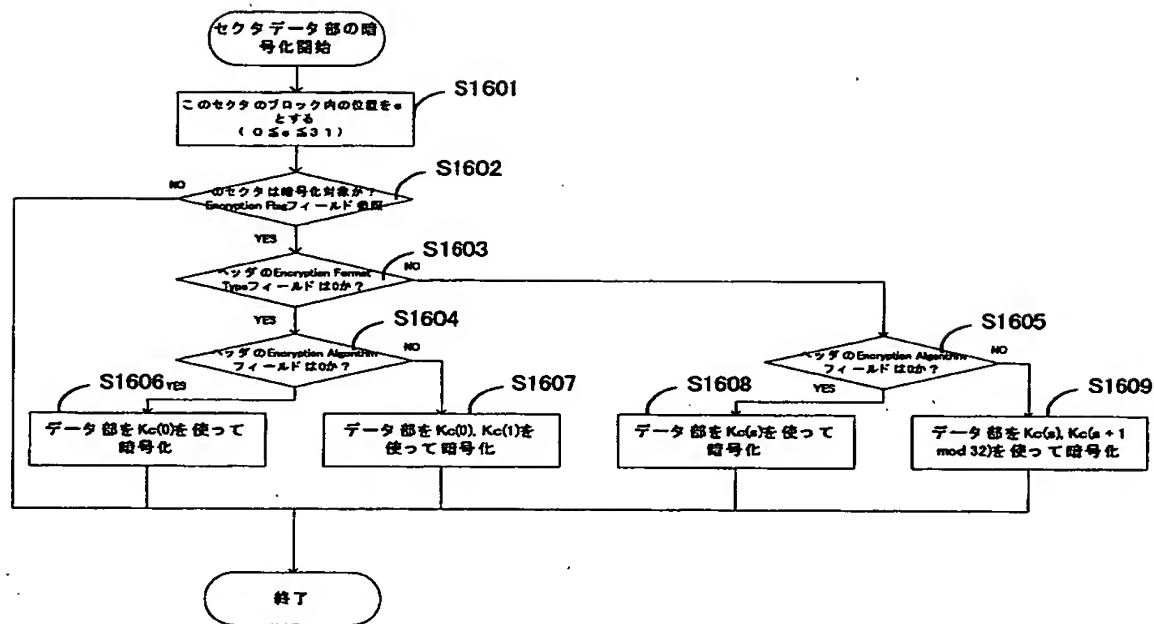 セクタデータ部の暗
号化開始
S1601
このセクタのブロック内の位置をs
とする
( 0 ≦ s ≦ 3 1 )
S1602
NO
のセクタは暗号化対象か?
Encryption Flagフィールド
YES
S1603
ヘッダのEncryption Format
Typeフィールドは0か?
NO
YES
S1604
ヘッダのEncryption Algorithm
フィールドは0か?
NO
S1605
ヘッダのEncryption Algorithm
フィールドは0か?
NO
YES
S1606
YES
データ部をKc(0)を使って
暗号化
S1607
データ部をKc(0), Kc(1)を
使って暗号化
S1608
データ部をKc(s)を使って
暗号化
S1609
データ部をKc(s), Kc(s + 1
mod 32)を使って暗号化
終了